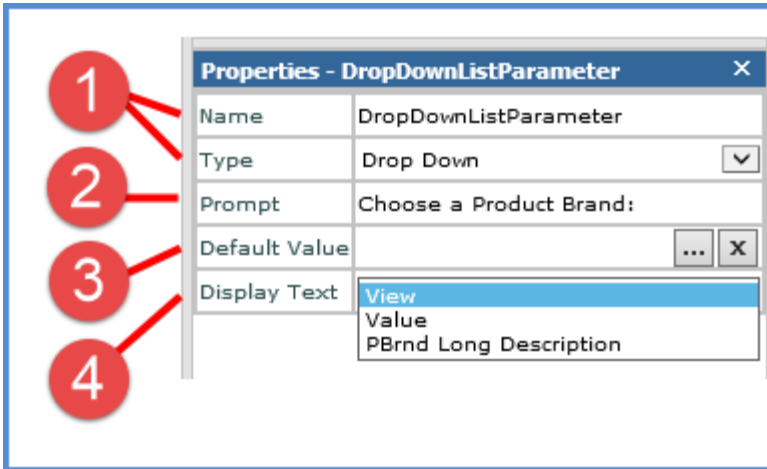 Properties - DropDownListParameter ×
1
Name DropDownListParameter
Type Drop Down
2
Prompt Choose a Product Brand:
3
Default Value ... x
Display Text View
Value
PBrnd Long Description
4